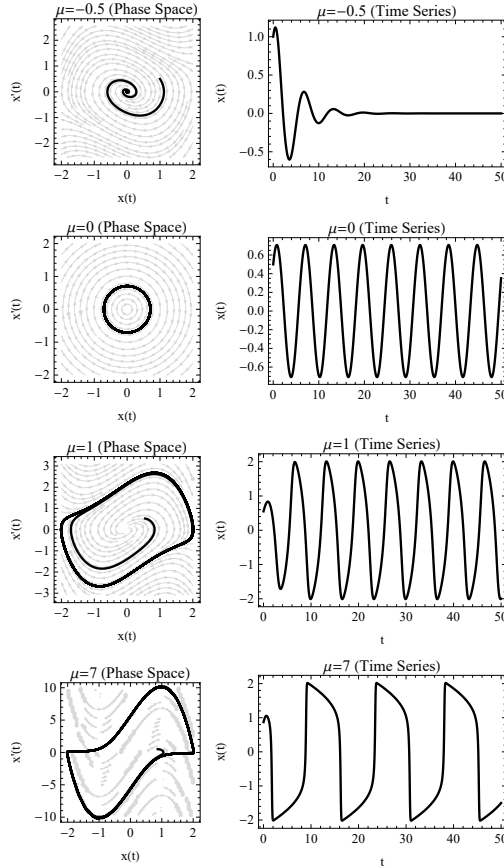 μ=−0.5 (Phase Space)
x'(t)
2
1
0
−1
−2
−2 −1 0 1 2
x(t)
μ=−0.5 (Time Series)
x(t)
1.0
0.5
0.0
−0.5
0 10 20 30 40 50
t
μ=0 (Phase Space)
x'(t)
2
1
0
−1
−2
−2 −1 0 1 2
x(t)
μ=0 (Time Series)
x(t)
0.6
0.4
0.2
0.0
−0.2
−0.4
−0.6
0 10 20 30 40 50
t
μ=1 (Phase Space)
x'(t)
3
2
1
0
−1
−2
−3
−2 −1 0 1 2
x(t)
μ=1 (Time Series)
x(t)
2
1
0
−1
−2
0 10 20 30 40 50
t
μ=7 (Phase Space)
x'(t)
10
5
0
−5
−10
−2 −1 0 1 2
x(t)
μ=7 (Time Series)
x(t)
2
1
0
−1
−2
0 10 20 30 40 50
t